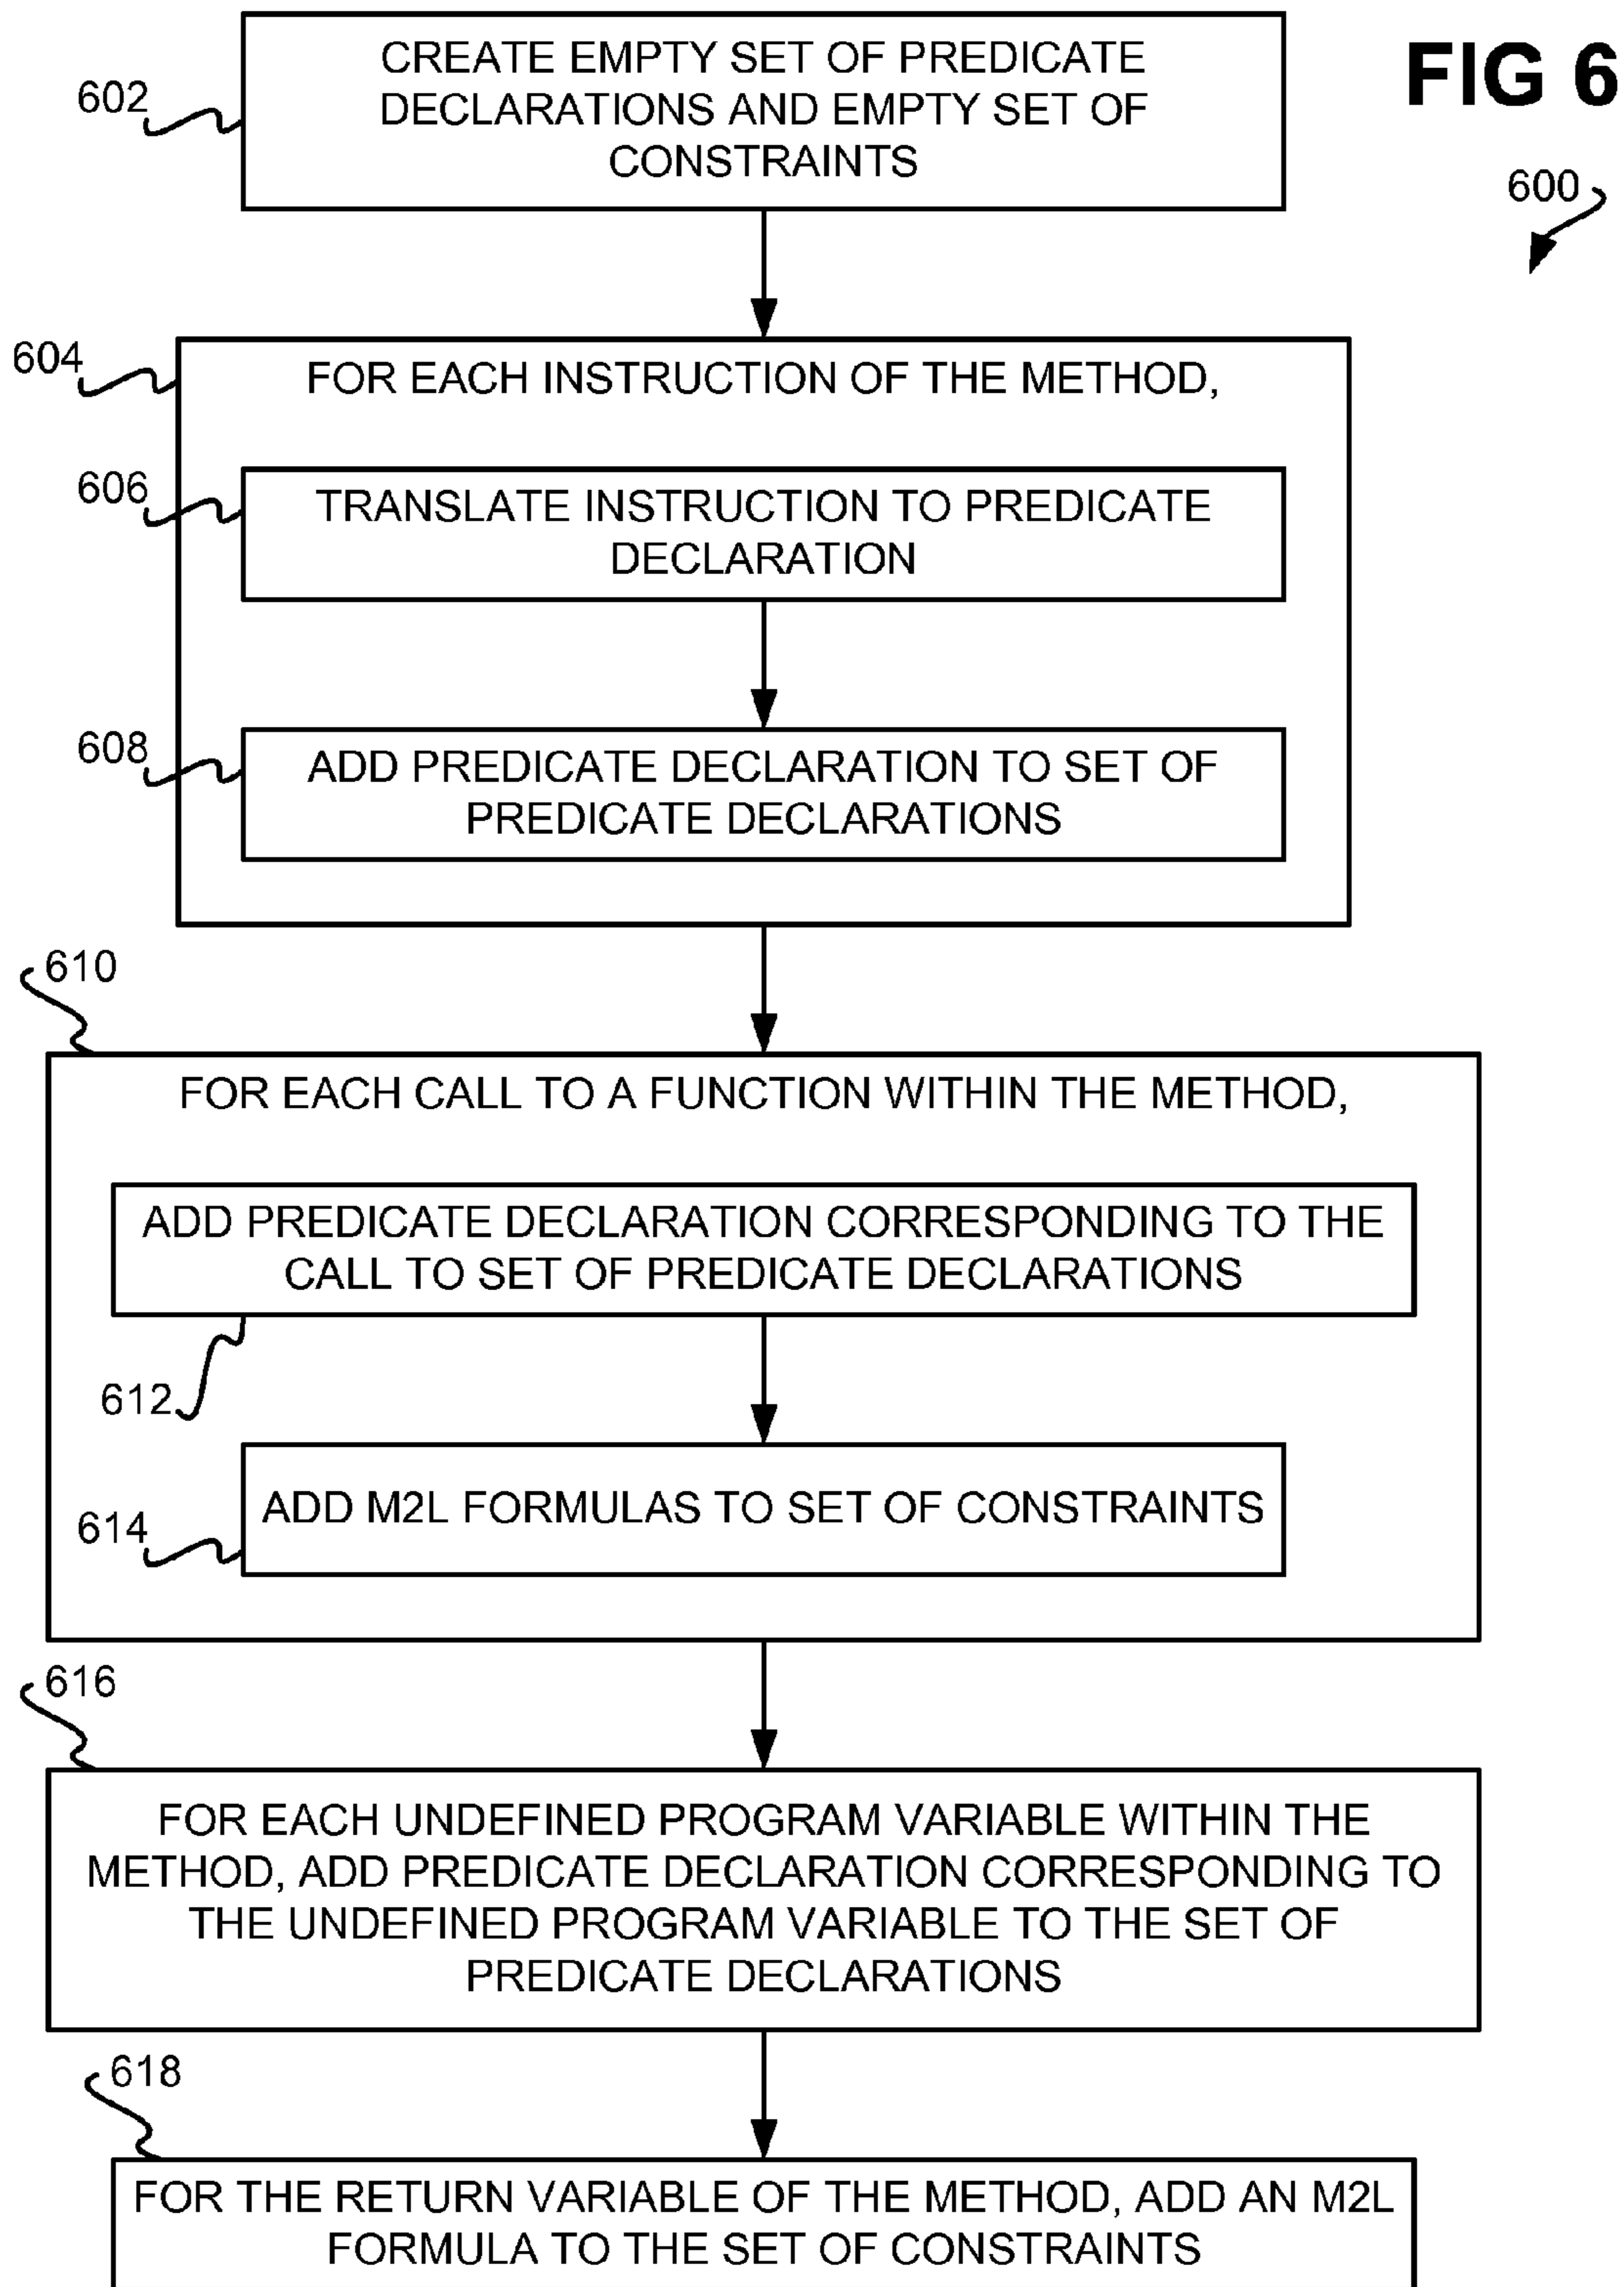 FIG 6
600
602
CREATE EMPTY SET OF PREDICATE
DECLARATIONS AND EMPTY SET OF
CONSTRAINTS
604
FOR EACH INSTRUCTION OF THE METHOD,
606
TRANSLATE INSTRUCTION TO PREDICATE
DECLARATION
608
ADD PREDICATE DECLARATION TO SET OF
PREDICATE DECLARATIONS
610
FOR EACH CALL TO A FUNCTION WITHIN THE METHOD,
ADD PREDICATE DECLARATION CORRESPONDING TO THE
CALL TO SET OF PREDICATE DECLARATIONS
612
ADD M2L FORMULAS TO SET OF CONSTRAINTS
614
616
FOR EACH UNDEFINED PROGRAM VARIABLE WITHIN THE
METHOD, ADD PREDICATE DECLARATION CORRESPONDING TO
THE UNDEFINED PROGRAM VARIABLE TO THE SET OF
PREDICATE DECLARATIONS
618
FOR THE RETURN VARIABLE OF THE METHOD, ADD AN M2L
FORMULA TO THE SET OF CONSTRAINTS